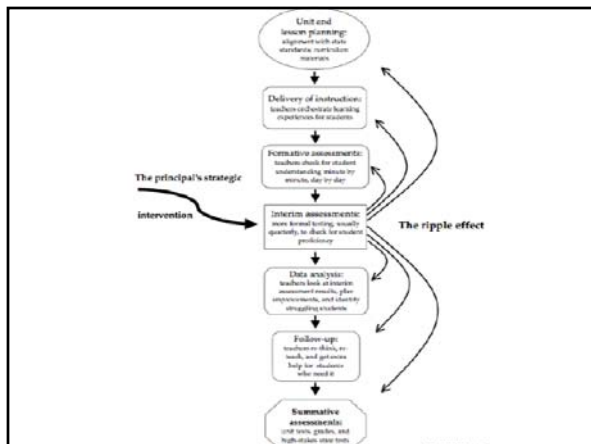 Unit end
lesson planning:
alignment with state
standards, curriculum
materials
Delivery of instruction:
teachers orchestrate learning
experiences for students
Formative assessments:
teachers check for student
understanding minute by
minute, day by day
The principal's strategic
intervention
Interim assessments:
more formal testing, usually
quarterly, to check for student
proficiency
The ripple effect
Data analysis:
teachers look at interim
assessment results, plan
improvements, and identify
struggling students
Follow-up:
teachers re-think, re-
teach, and get extra
help for students
who need it
Summative
assessments:
unit tests, grades, and
high-stakes state tests